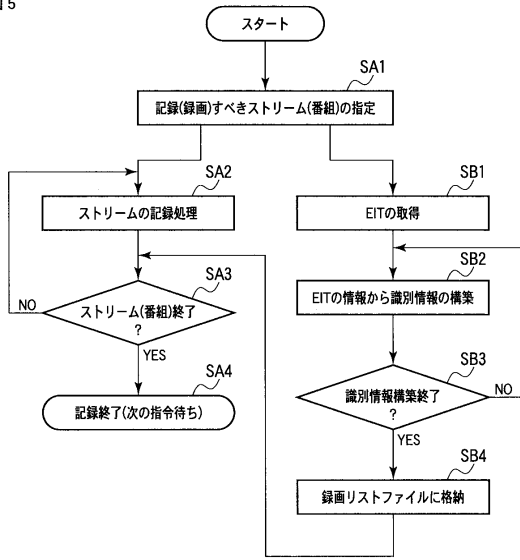 図5
スタート
SA1
記録(録画)すべきストリーム(番組)の指定
SA2
ストリームの記録処理
SB1
EITの取得
SB2
EITの情報から識別情報の構築
SA3
ストリーム(番組)終了
?
NO
YES
SB3
識別情報構築終了
?
NO
YES
SA4
記録終了(次の指令待ち)
SB4
録画リストファイルに格納